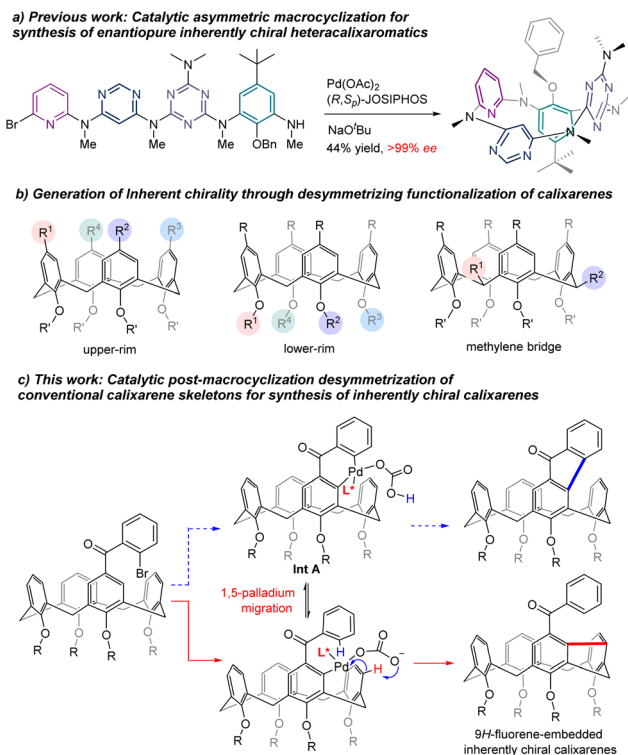 a) Previous work: Catalytic asymmetric macrocyclization for
synthesis of enantiopure inherently chiral heteracalixaromatics
Br
N
N
Me
N
N
N
Me
N
N
N
N
N
Me
OBn
NH
Me
Pd(OAc)2
(R,Sp)-JOSIPHOS
NaOtBu
44% yield, >99% ee
O
N
N
N
N
N
N
N
N
N
N
b) Generation of Inherent chirality through desymmetrizing functionalization of calixarenes
R1 R4 R2 R3
O O O O
R' R' R' R'
upper-rim
R R R R
O O O O
R1 R4 R2 R3
lower-rim
R R R R
R1 R2
O O O O
R' R' R' R'
methylene bridge
c) This work: Catalytic post-macrocyclization desymmetrization of
conventional calixarene skeletons for synthesis of inherently chiral calixarenes
O
Br
O O O O
R R R R
O
Pd
L*
O
O
O
H
O O O O
R R R R
Int A
1,5-palladium
migration
O
L* H
Pd
O
O
O−
H
O O O O
R R R R
O
O O O O
R R R R
O
O O O O
R R R R
9H-fluorene-embedded
inherently chiral calixarenes